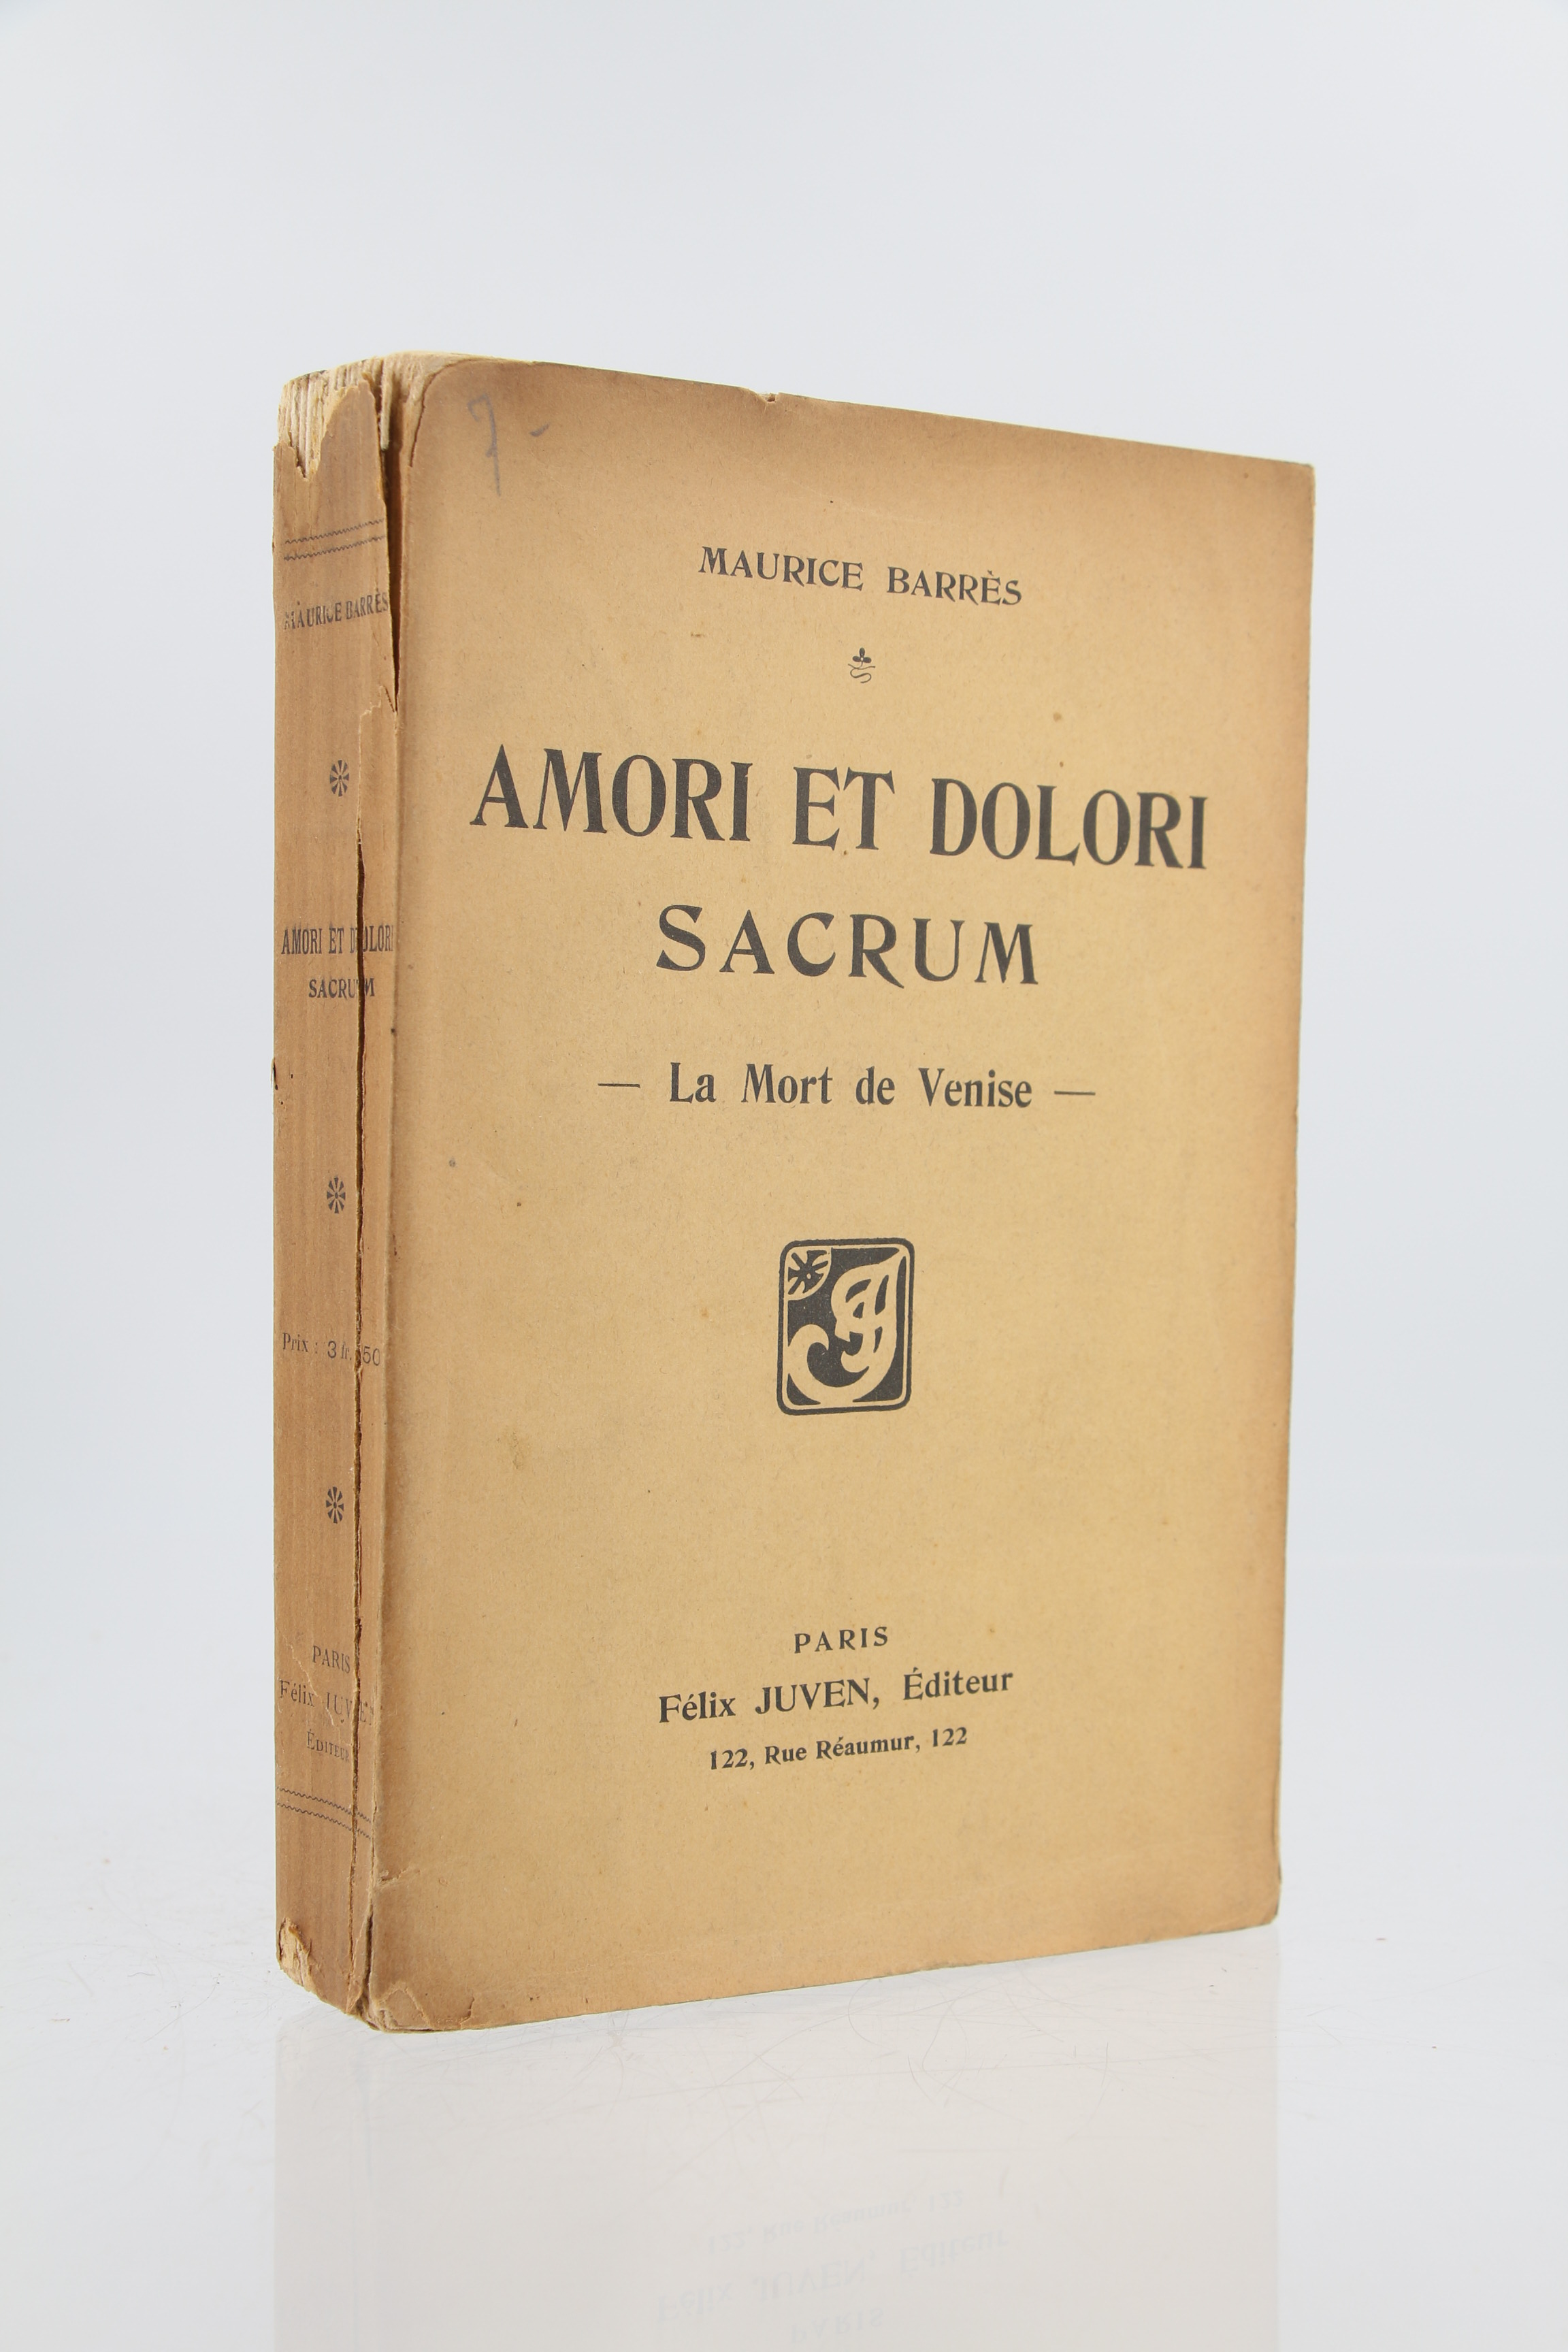 7 -
MAURICE BARRÈS
AMORI ET DOLORI
SACRUM
— La Mort de Venise —
PARIS
Félix JUVEN, Éditeur
122, Rue Réaumur, 122
MAURICE BARRÈS
AMORI ET DOLORI
SACRUM
Prix : 3 fr. 50
PARIS
Félix JUVEN
ÉDITEUR